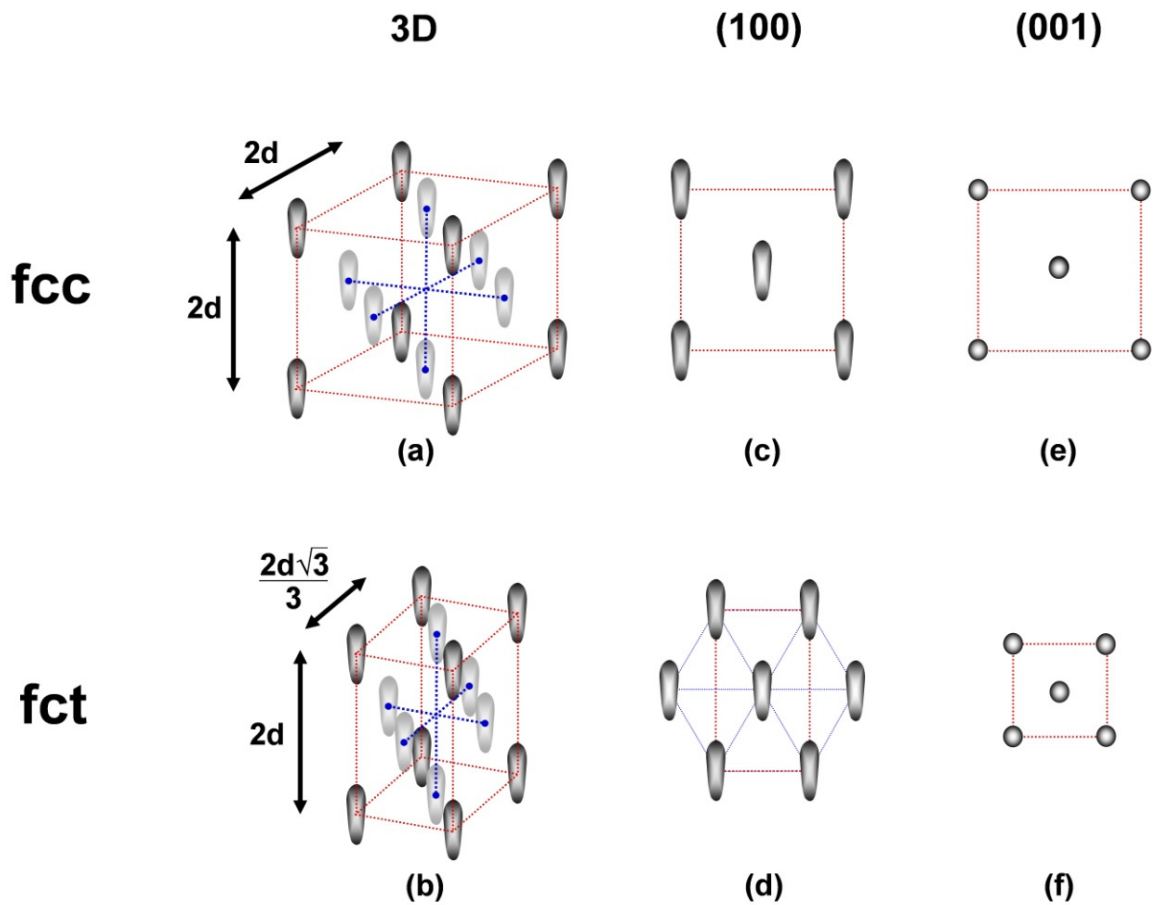 3D (100) (001)
2d
fcc
2d
(a) (c) (e)
2d√3
3
fct
2d
(b) (d) (f)